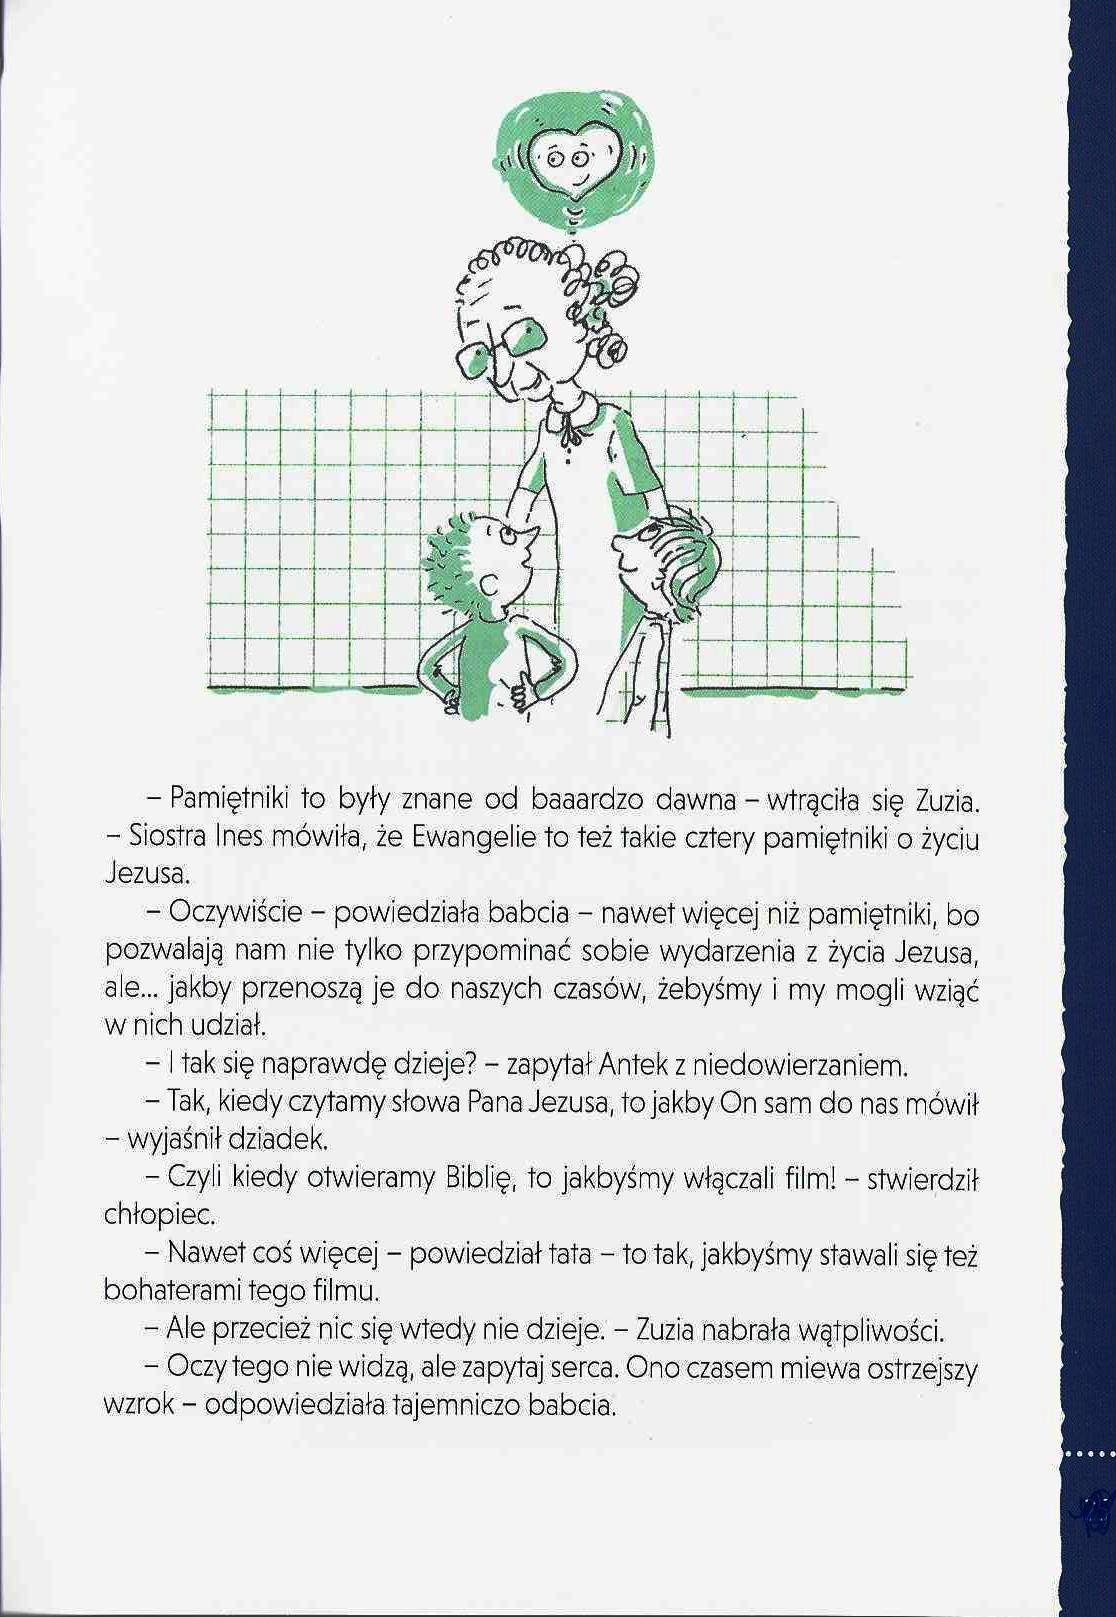 – Pamiętniki to były znane od baaardzo dawna – wtrąciła się Zuzia.
– Siostra Ines mówiła, że Ewangelie to też takie cztery pamiętniki o życiu
Jezusa.
– Oczywiście – powiedziała babcia – nawet więcej niż pamiętniki, bo
pozwalają nam nie tylko przypominać sobie wydarzenia z życia Jezusa,
ale... jakby przenoszą je do naszych czasów, żebyśmy i my mogli wziąć
w nich udział.
– I tak się naprawdę dzieje? – zapytał Antek z niedowierzaniem.
– Tak, kiedy czytamy słowa Pana Jezusa, to jakby On sam do nas mówił
– wyjaśnił dziadek.
– Czyli kiedy otwieramy Biblię, to jakbyśmy włączali film! – stwierdził
chłopiec.
– Nawet coś więcej – powiedział tata – to tak, jakbyśmy stawali się też
bohaterami tego filmu.
– Ale przecież nic się wtedy nie dzieje. – Zuzia nabrała wątpliwości.
– Oczy tego nie widzą, ale zapytaj serca. Ono czasem miewa ostrzejszy
wzrok – odpowiedziała tajemniczo babcia.